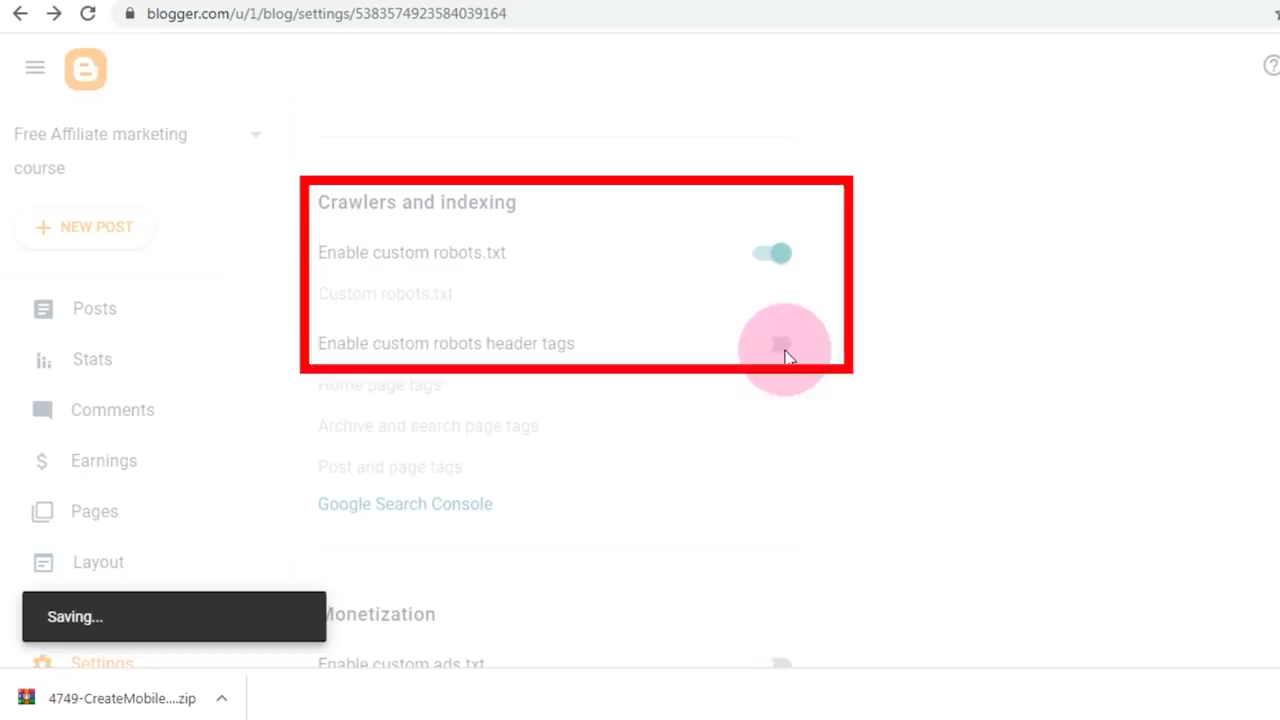 blogger.com/u/1/blog/settings/5383574923584039164
Free Affiliate marketing
course
NEW POST
Posts
Stats
Comments
Earnings
Pages
Layout
Settings
Crawlers and indexing
Enable custom robots.txt
Custom robots.txt
Enable custom robots header tags
Home page tags
Archive and search page tags
Post and page tags
Google Search Console
Monetization
Enable custom ads.txt
Saving...
4749-CreateMobile....zip